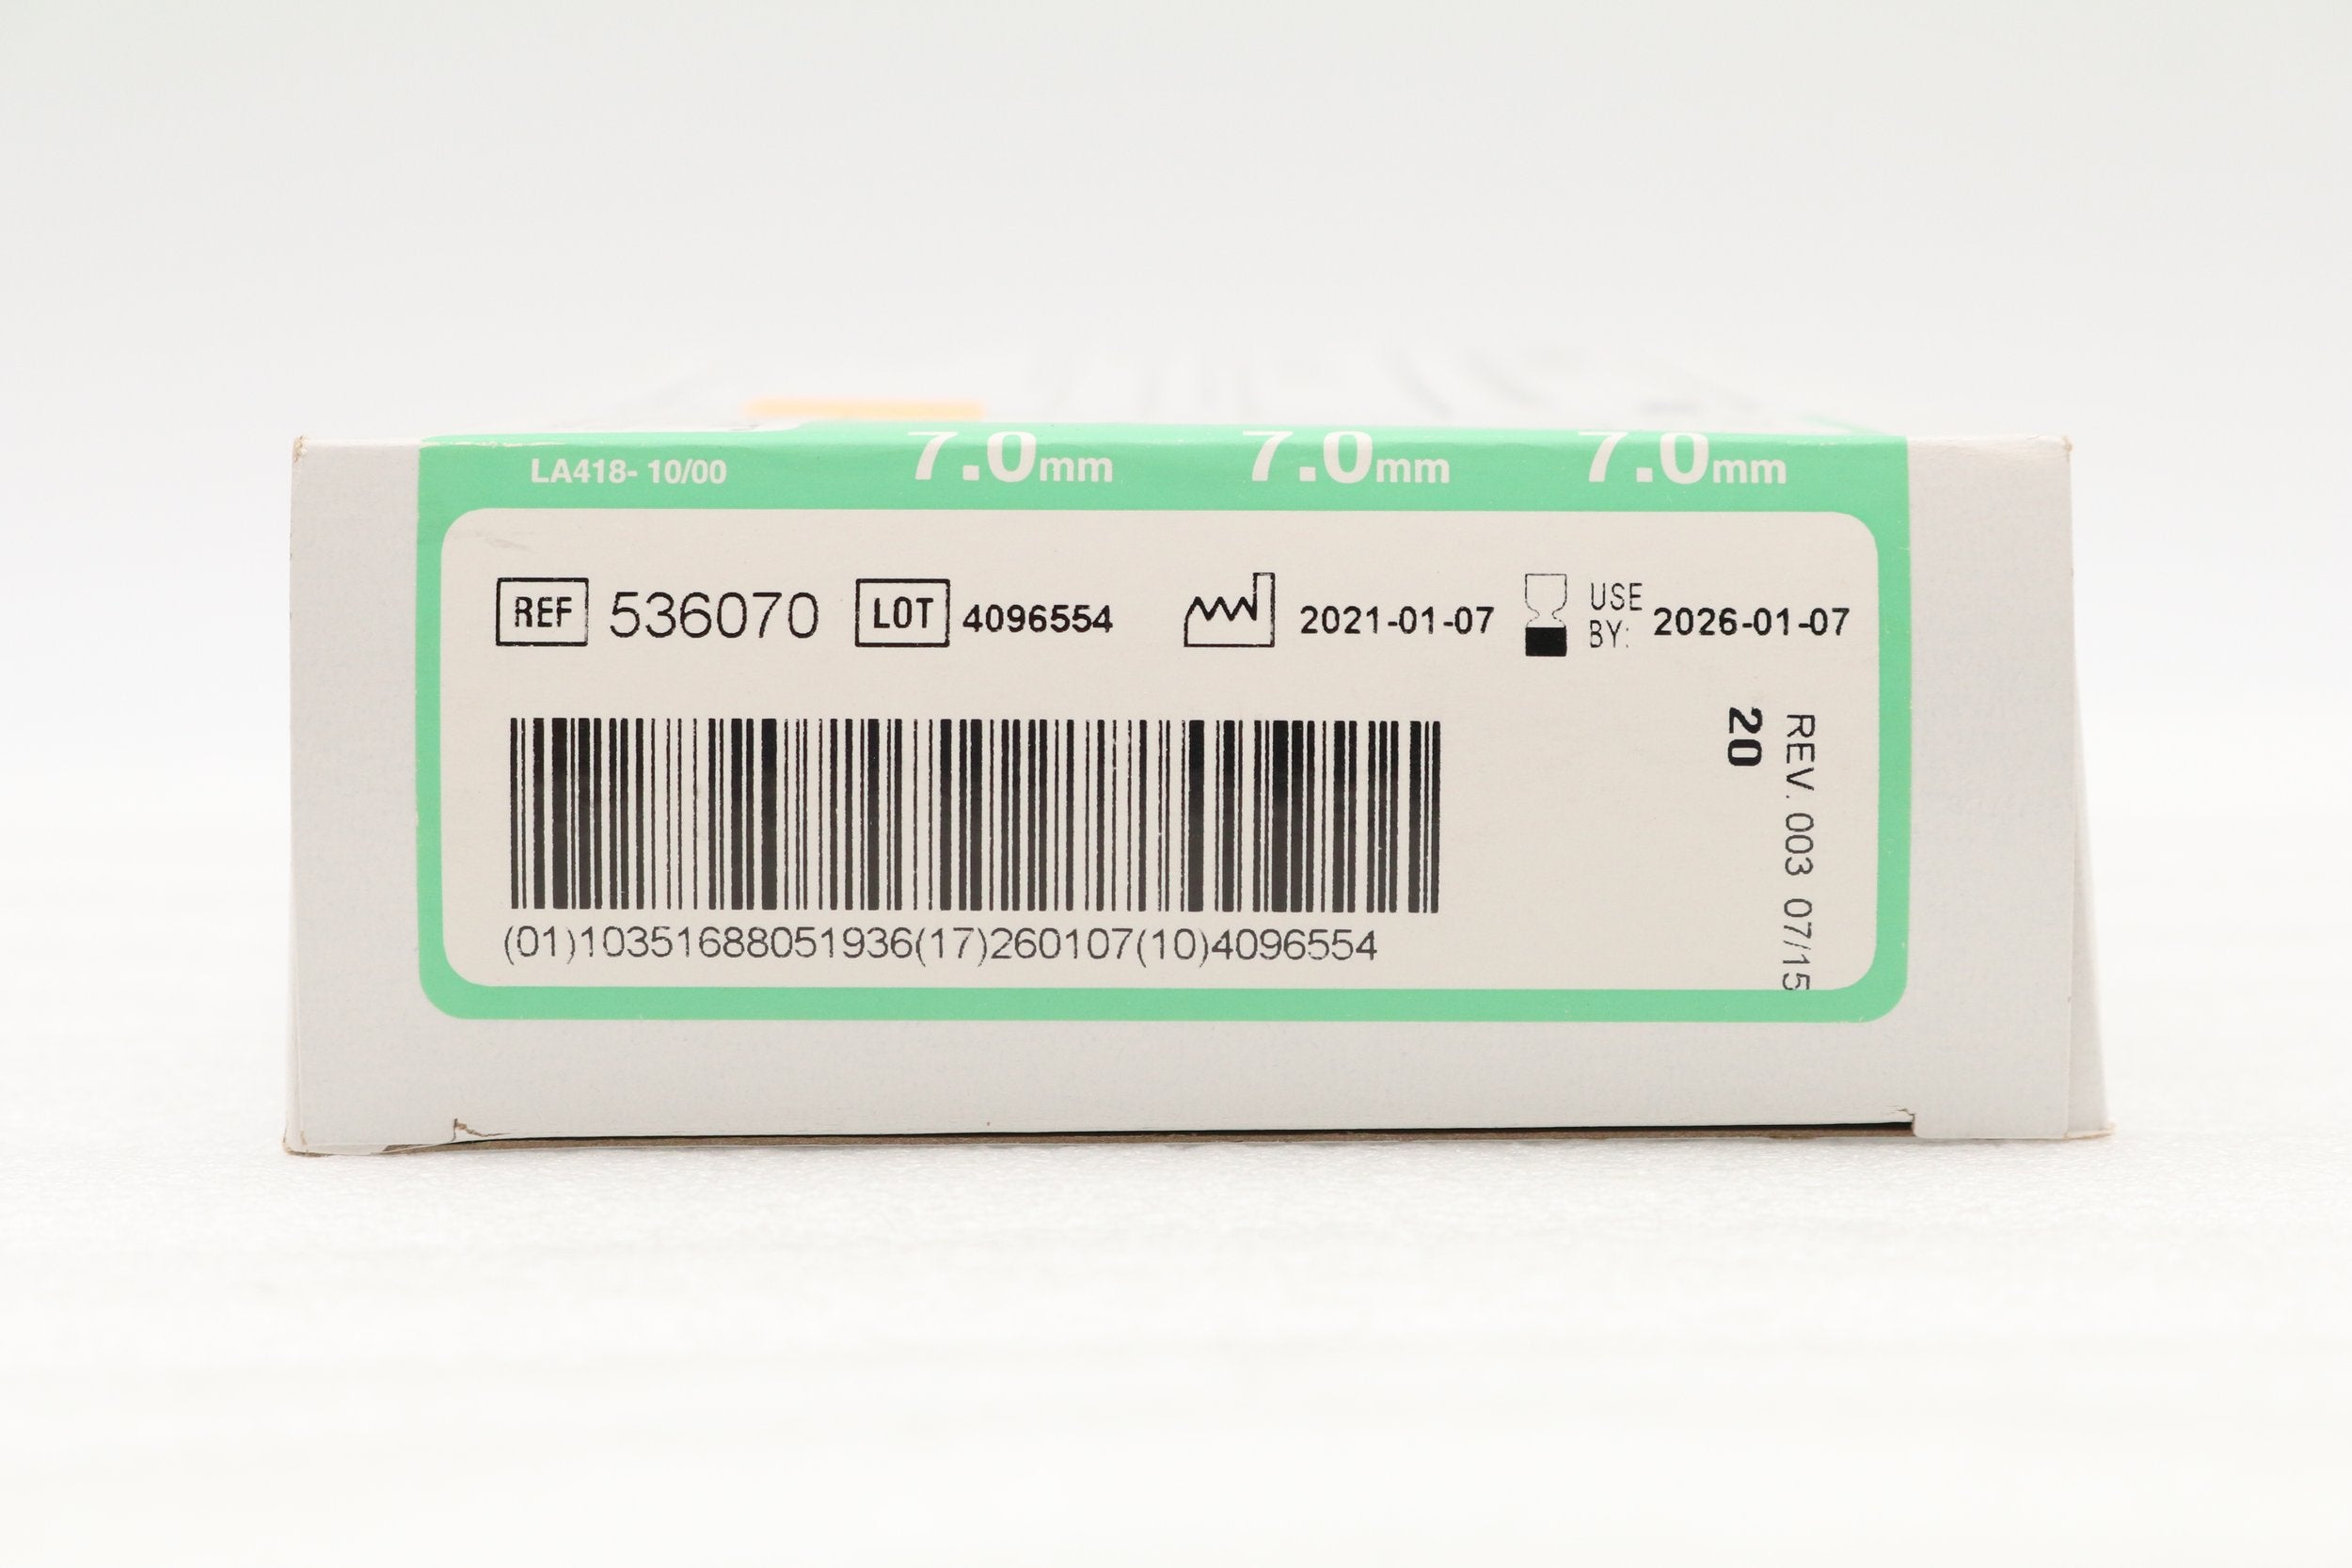 LA418- 10/00 7.0mm 7.0mm 7.0mm
REF 536070 LOT 4096554 2021-01-07 USE BY: 2026-01-07
(01)10351688051936(17)260107(10)4096554
20
REV. 003 07/15